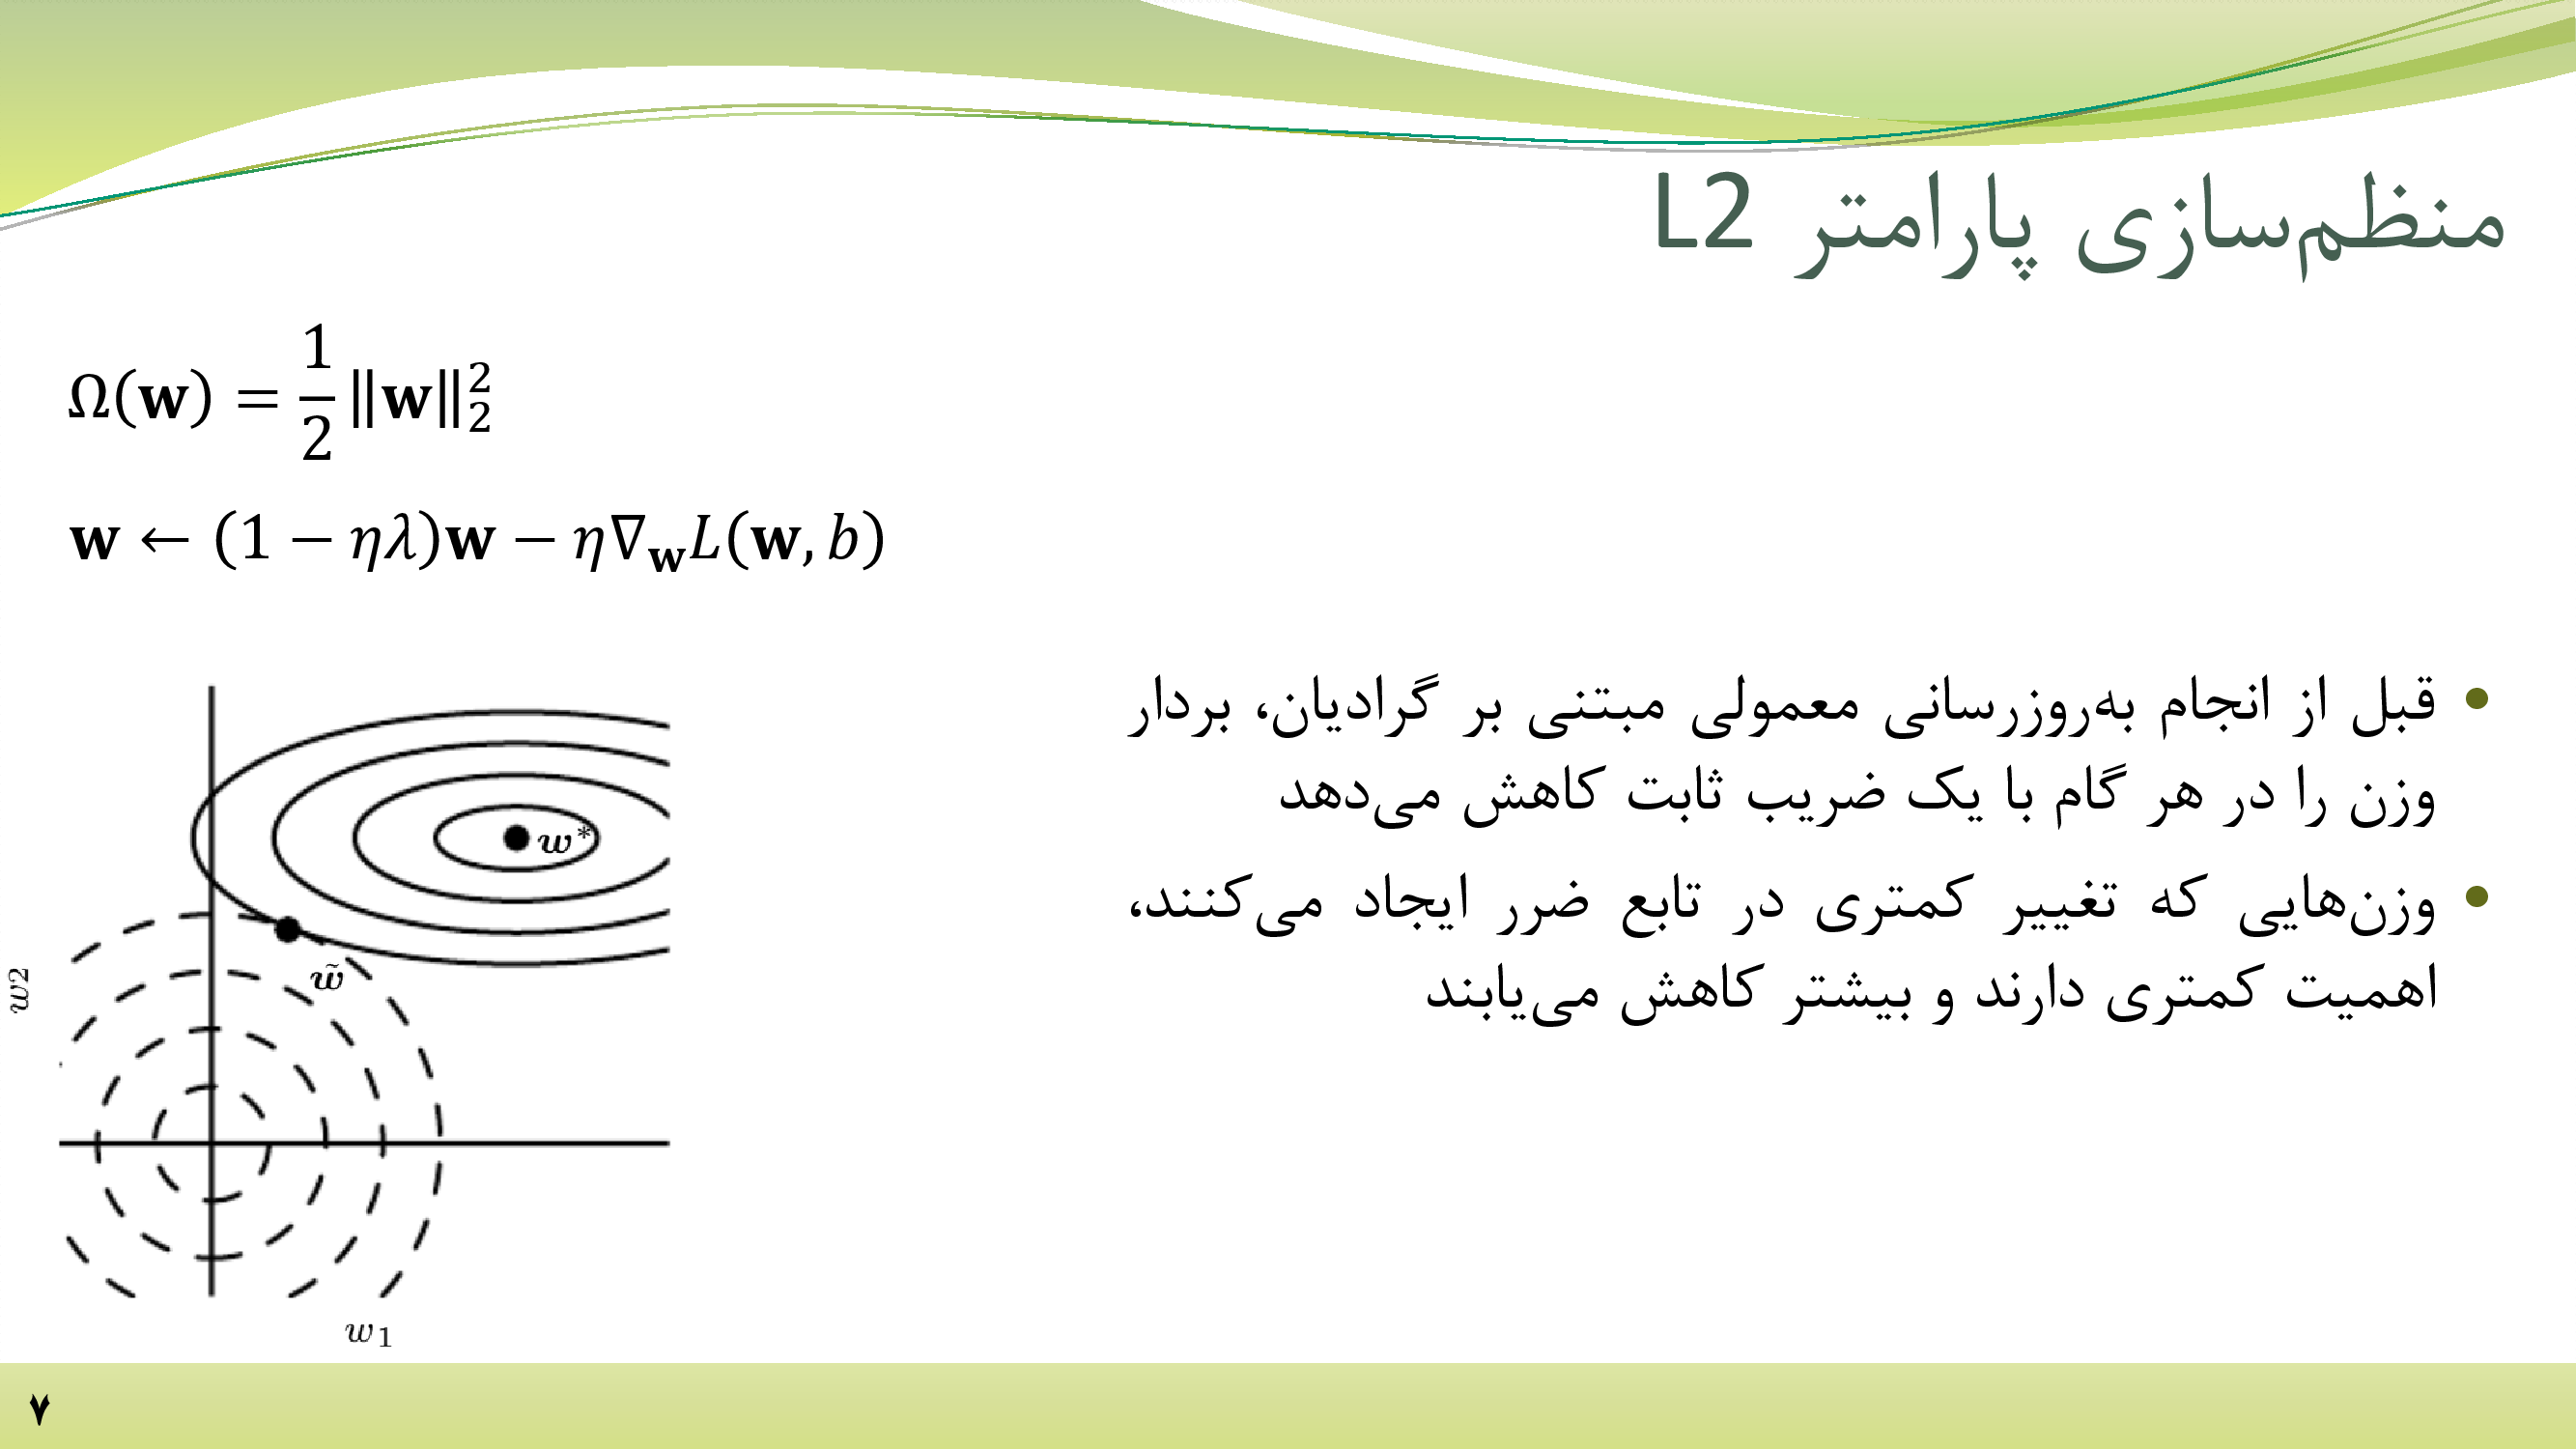 منظم‌سازی پارامتر L2
Ω(𝐰) = 1/2 ‖𝐰‖₂²
𝐰 ← (1 − 𝜂𝜆)𝐰 − 𝜂∇_𝐰𝐿(𝐰, 𝑏)
قبل از انجام به‌روزرسانی معمولی مبتنی بر گرادیان، بردار
وزن را در هر گام با یک ضریب ثابت کاهش می‌دهد
وزن‌هایی که تغییر کمتری در تابع ضرر ایجاد می‌کنند،
اهمیت کمتری دارند و بیشتر کاهش می‌یابند
w*
w̃
w2
w1
۷